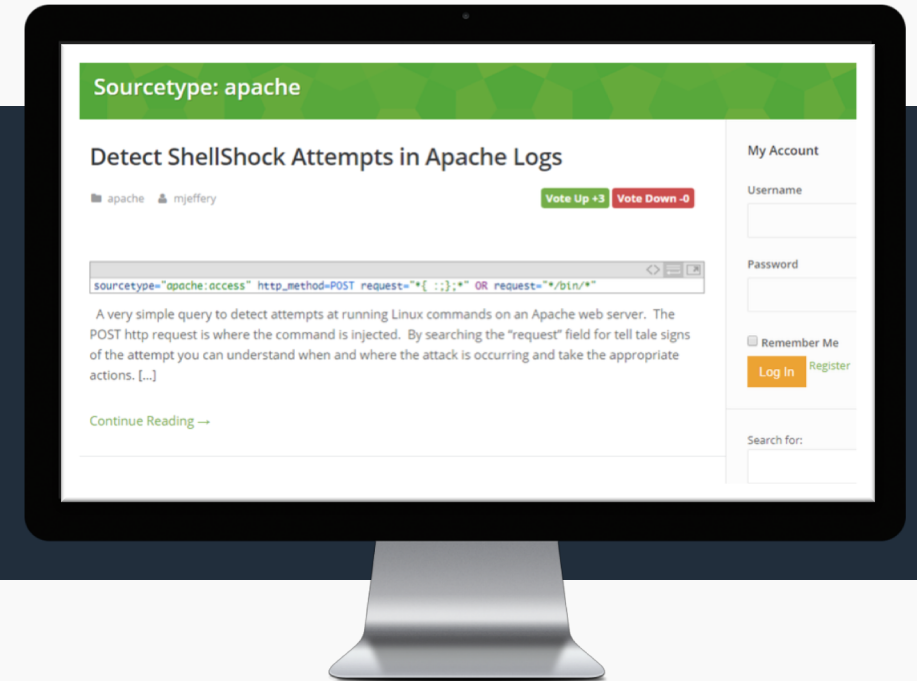 Sourcetype: apache
Detect ShellShock Attempts in Apache Logs
apache mjeffery
Vote Up +3 Vote Down -0
sourcetype="apache:access" http_method=POST request="*{ :;};*" OR request="*/bin/*"
A very simple query to detect attempts at running Linux commands on an Apache web server. The
POST http request is where the command is injected. By searching the “request” field for tell tale signs
of the attempt you can understand when and where the attack is occurring and take the appropriate
actions. [...]
Continue Reading →
My Account
Username
Password
Remember Me
Log In Register
Search for: